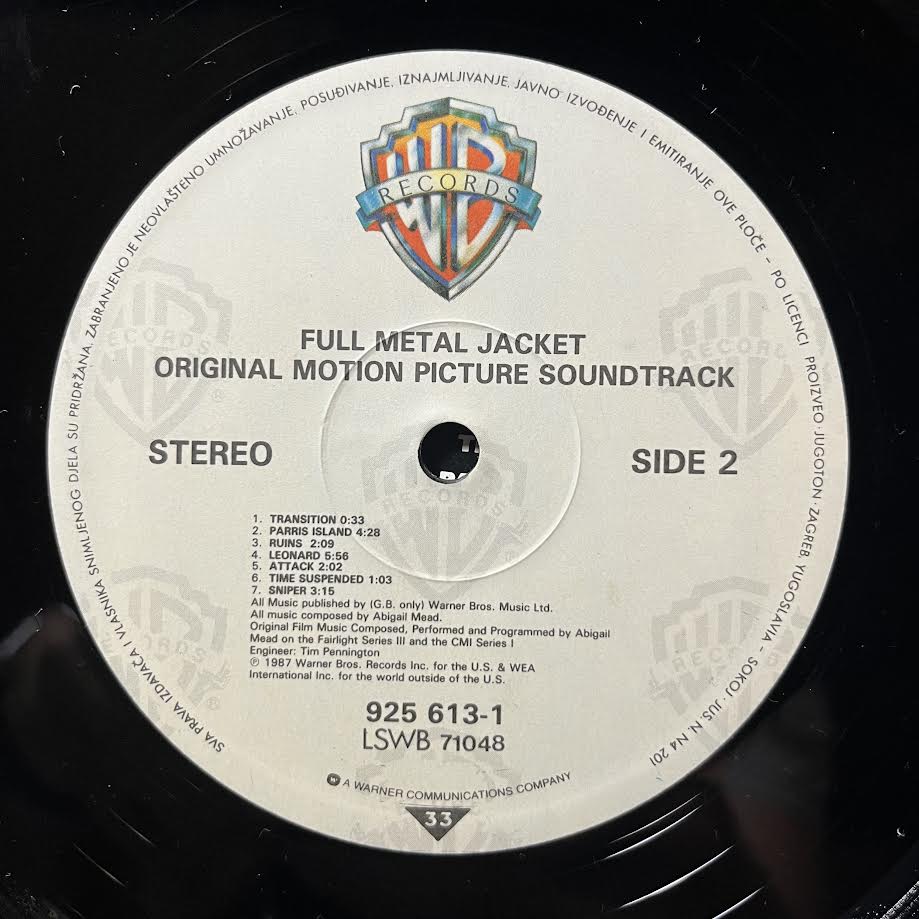 SVA PRAVA IZDAVAČA I VLASNIKA SNIMLJENOG DJELA SU PRIDRŽANA. ZABRANJENO JE NEOVLAŠTENO UMNOŽAVANJE, POSUĐIVANJE, IZNAJMLJIVANJE, JAVNO IZVOĐENJE I EMITIRANJE OVE PLOČE - PO LICENCI PROIZVEO · JUGOTON · ZAGREB, YUGOSLAVIA - SOKOJ · JUS N. N4 201
WB
RECORDS
FULL METAL JACKET
ORIGINAL MOTION PICTURE SOUNDTRACK
STEREO
SIDE 2
1. TRANSITION 0:33
2. PARRIS ISLAND 4:28
3. RUINS 2:09
4. LEONARD 5:56
5. ATTACK 2:02
6. TIME SUSPENDED 1:03
7. SNIPER 3:15
All Music published by (G.B. only) Warner Bros. Music Ltd.
All music composed by Abigail Mead.
Original Film Music Composed, Performed and Programmed by Abigail
Mead on the Fairlight Series III and the CMI Series I
Engineer: Tim Pennington
℗ 1987 Warner Bros. Records Inc. for the U.S. & WEA
International Inc. for the world outside of the U.S.
925 613-1
LSWB 71048
A WARNER COMMUNICATIONS COMPANY
33